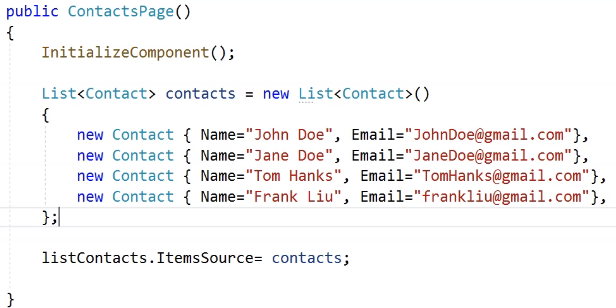 public ContactsPage()
{
InitializeComponent();
List<Contact> contacts = new List<Contact>()
{
new Contact { Name="John Doe", Email="JohnDoe@gmail.com"},
new Contact { Name="Jane Doe", Email="JaneDoe@gmail.com"},
new Contact { Name="Tom Hanks", Email="TomHanks@gmail.com"},
new Contact { Name="Frank Liu", Email="frankliu@gmail.com"},
};
listContacts.ItemsSource= contacts;
}